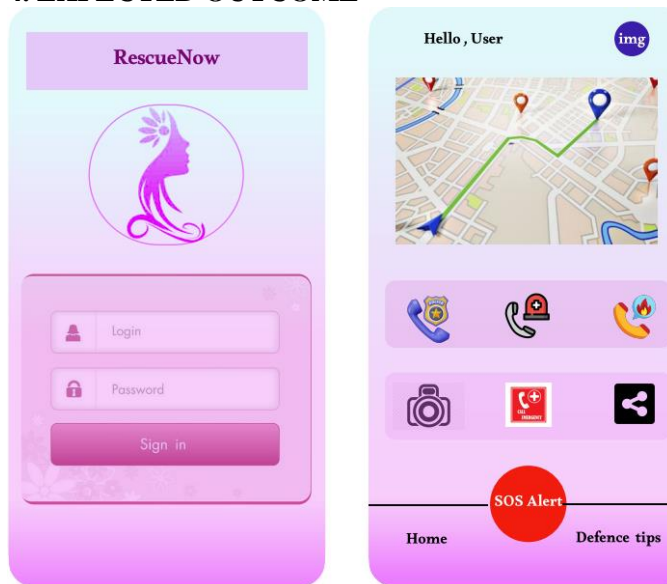 RescueNow
Login
Password
Sign in
Hello , User
img
SOS Alert
Home
Defence tips